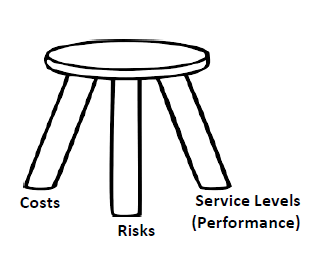 Costs
Risks
Service Levels
(Performance)